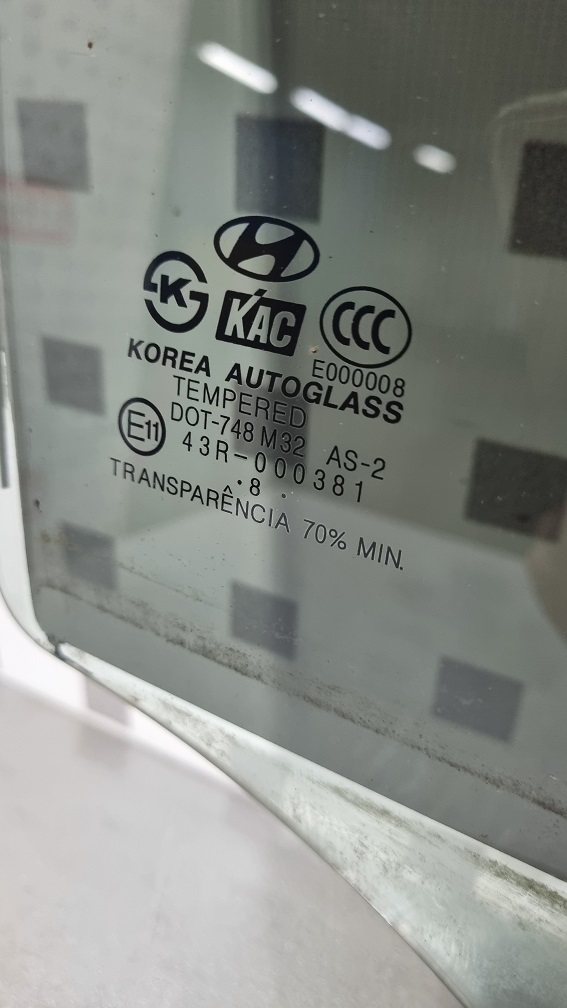 K
KAC
CCC
E000008
KOREA AUTOGLASS
TEMPERED
DOT-748 M32 AS-2
E11
43R-000381
.8 .
TRANSPARÊNCIA 70% MIN.